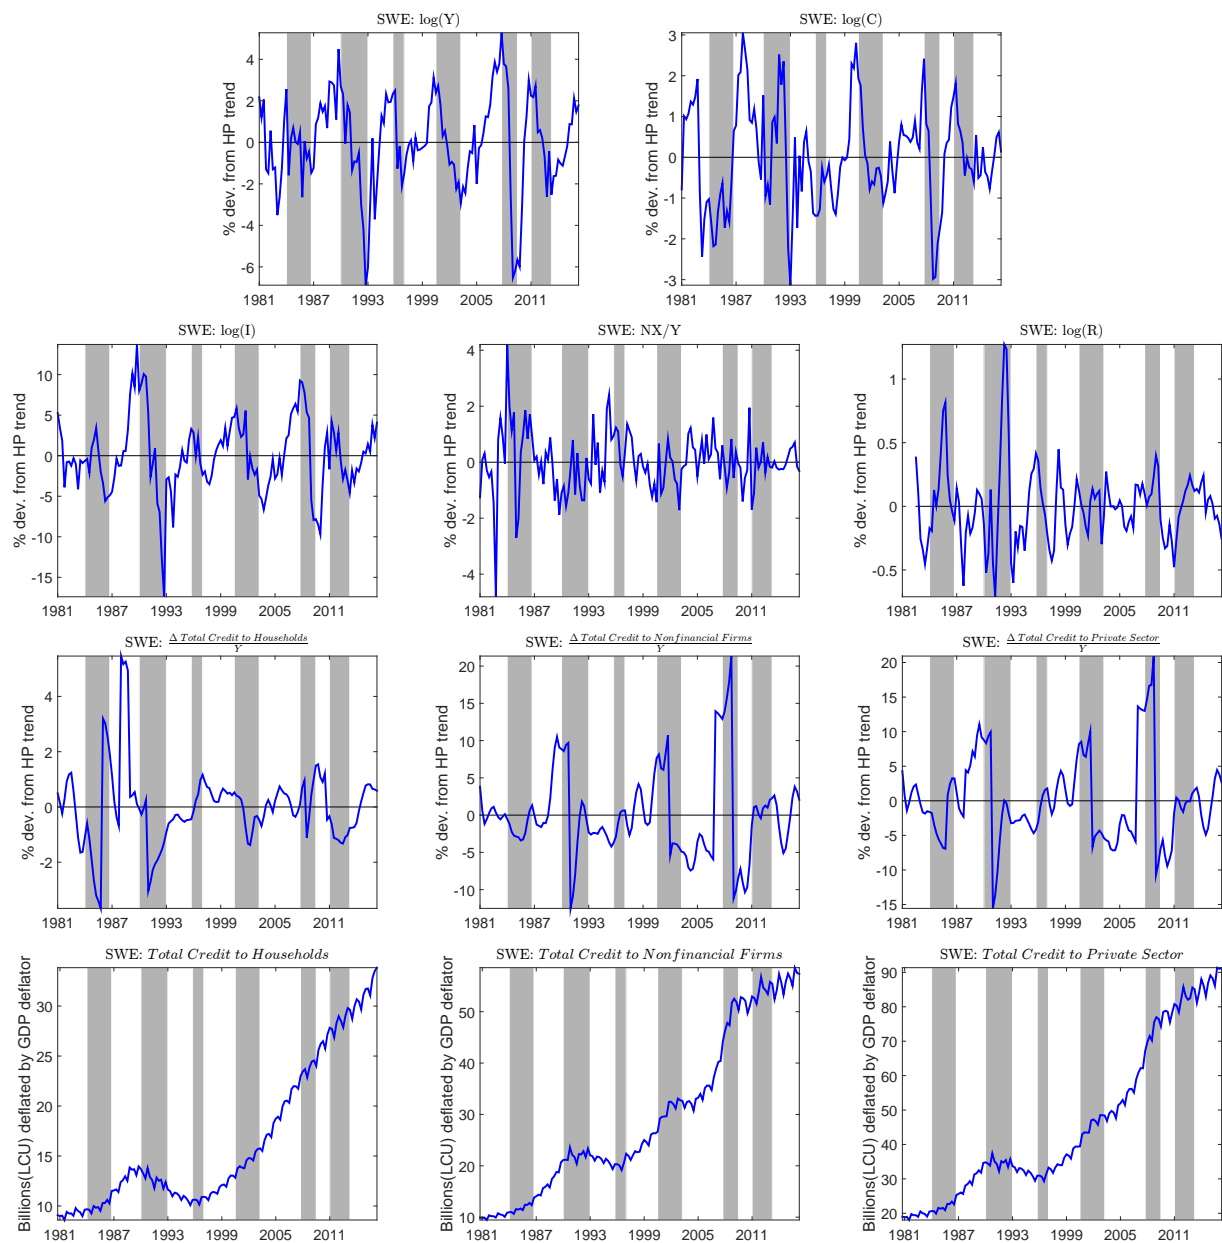 SWE: log(Y)
SWE: log(C)
% dev. from HP trend
4
2
0
-2
-4
-6
1981 1987 1993 1999 2005 2011
% dev. from HP trend
3
2
1
0
-1
-2
-3
1981 1987 1993 1999 2005 2011
SWE: log(I)
SWE: NX/Y
SWE: log(R)
% dev. from HP trend
10
5
0
-5
-10
-15
1981 1987 1993 1999 2005 2011
% dev. from HP trend
4
2
0
-2
-4
1981 1987 1993 1999 2005 2011
% dev. from HP trend
1
0.5
0
-0.5
1981 1987 1993 1999 2005 2011
SWE: Δ Total Credit to Households / Y
SWE: Δ Total Credit to Nonfinancial Firms / Y
SWE: Δ Total Credit to Private Sector / Y
% dev. from HP trend
4
2
0
-2
1981 1987 1993 1999 2005 2011
% dev. from HP trend
20
15
10
5
0
-5
-10
1981 1987 1993 1999 2005 2011
% dev. from HP trend
20
15
10
5
0
-5
-10
-15
1981 1987 1993 1999 2005 2011
SWE: Total Credit to Households
SWE: Total Credit to Nonfinancial Firms
SWE: Total Credit to Private Sector
Billions(LCU) deflated by GDP deflator
30
25
20
15
10
1981 1987 1993 1999 2005 2011
Billions(LCU) deflated by GDP deflator
50
40
30
20
10
1981 1987 1993 1999 2005 2011
Billions(LCU) deflated by GDP deflator
90
80
70
60
50
40
30
20
1981 1987 1993 1999 2005 2011